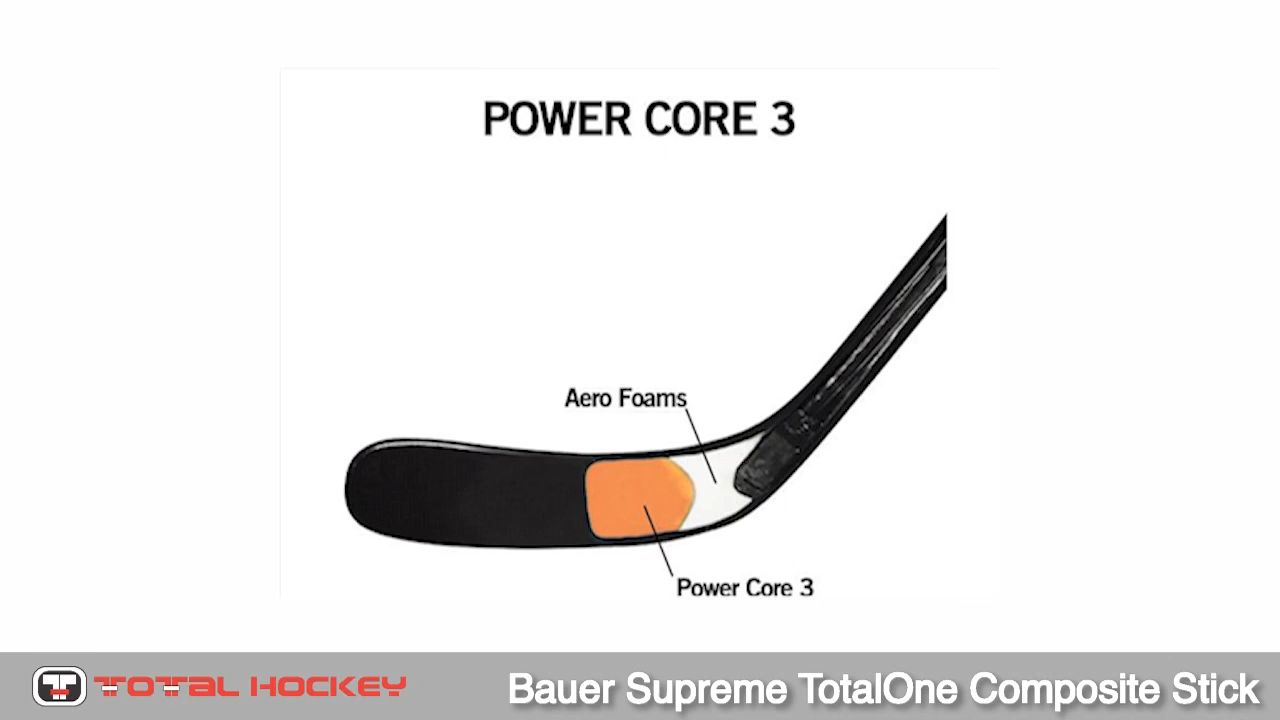 POWER CORE 3
Aero Foams
Power Core 3
TOTAL HOCKEY
Bauer Supreme TotalOne Composite Stick